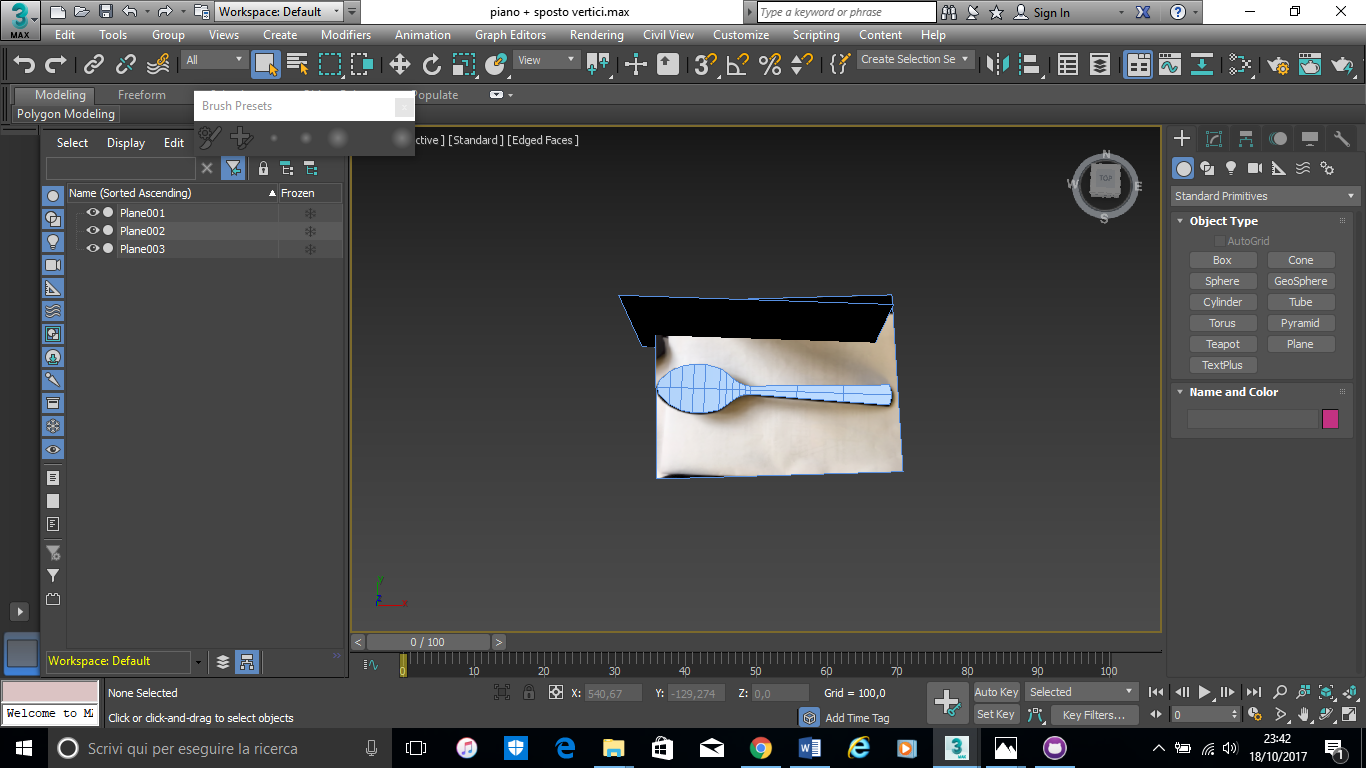 Workspace: Default
piano + sposto vertici.max
Type a keyword or phrase
Sign In
3
MAX
Edit Tools Group Views Create Modifiers Animation Graph Editors Rendering Civil View Customize Scripting Content Help
All
View
Create Selection Se
Modeling Freeform Populate
Polygon Modeling
Brush Presets
Select Display Edit
ctive ] [Standard ] [Edged Faces ]
Name (Sorted Ascending) Frozen
Plane001
Plane002
Plane003
N
W TOP E
S
Standard Primitives
Object Type
AutoGrid
Box Cone
Sphere GeoSphere
Cylinder Tube
Torus Pyramid
Teapot Plane
TextPlus
Name and Color
y
z x
< 0 / 100 >
Workspace: Default
0 10 20 30 40 50 60 70 80 90 100
None Selected
X: 540,67 Y: -129,274 Z: 0,0 Grid = 100,0
Auto Key Selected
Welcome to M
Click or click-and-drag to select objects
Add Time Tag
Set Key Key Filters... 0
Scrivi qui per eseguire la ricerca
23:42
18/10/2017
1